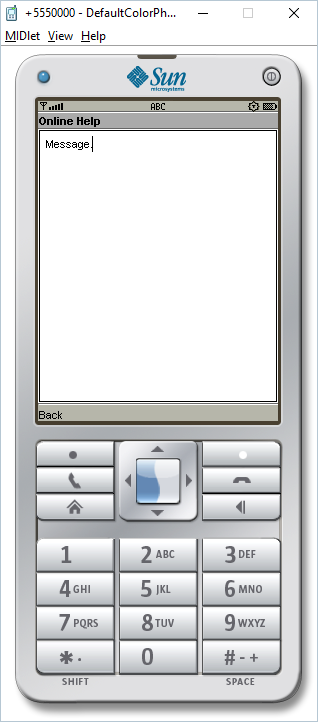 +5550000 - DefaultColorPh...
MIDlet View Help
Sun
microsystems
ABC
Online Help
Message.
Back
1 2 ABC 3 DEF
4 GHI 5 JKL 6 MNO
7 PQRS 8 TUV 9 WXYZ
* . 0 # - +
SHIFT SPACE